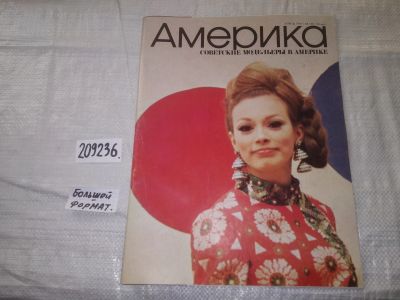 Америка
СОВЕТСКИЕ МОДЕЛЬЕРЫ В АМЕРИКЕ
209236.
БОЛЬШОЙ
ФОРМАТ.